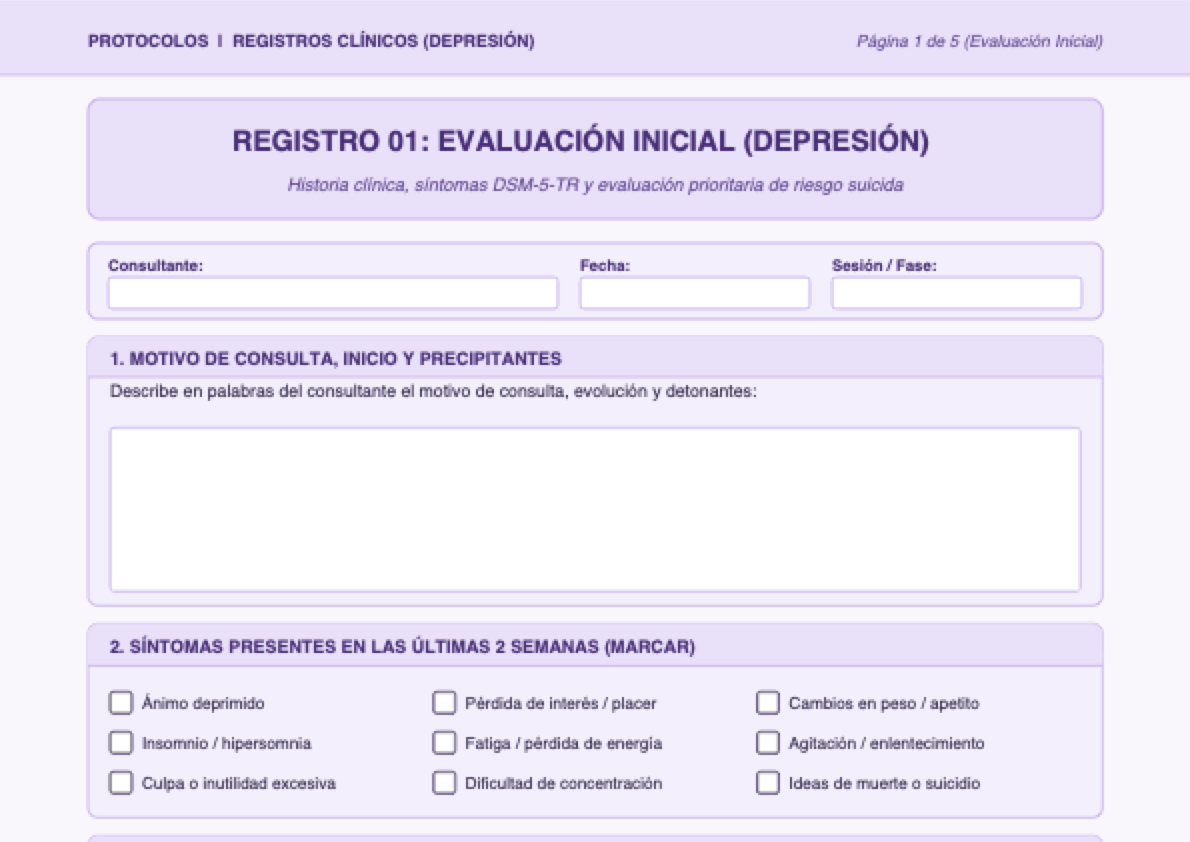 PROTOCOLOS | REGISTROS CLÍNICOS (DEPRESIÓN)
Página 1 de 5 (Evaluación Inicial)
REGISTRO 01: EVALUACIÓN INICIAL (DEPRESIÓN)
Historia clínica, síntomas DSM-5-TR y evaluación prioritaria de riesgo suicida
Consultante: Fecha: Sesión / Fase:
1. MOTIVO DE CONSULTA, INICIO Y PRECIPITANTES
Describe en palabras del consultante el motivo de consulta, evolución y detonantes:
2. SÍNTOMAS PRESENTES EN LAS ÚLTIMAS 2 SEMANAS (MARCAR)
Ánimo deprimido Pérdida de interés / placer Cambios en peso / apetito
Insomnio / hipersomnia Fatiga / pérdida de energía Agitación / enlentecimiento
Culpa o inutilidad excesiva Dificultad de concentración Ideas de muerte o suicidio